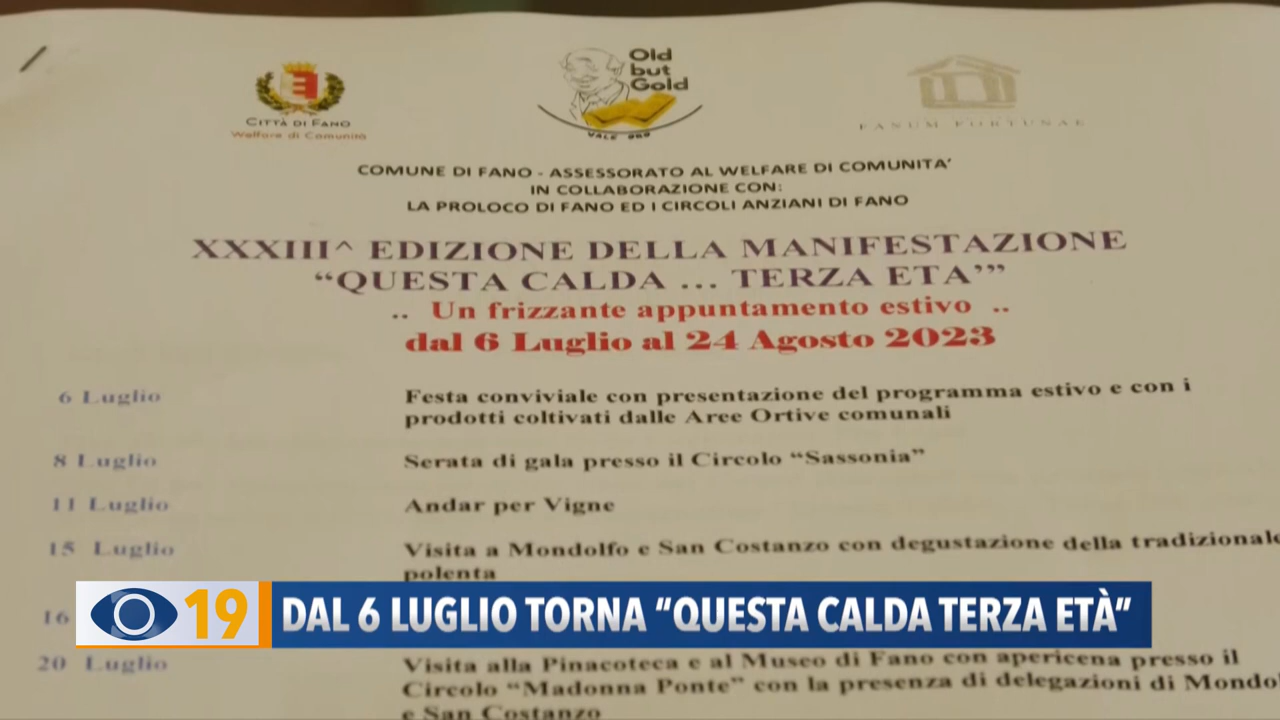 Old
but
Gold
VALE ORO
CITTÀ DI FANO
Welfare di Comunità
FANUM FORTUNAE
COMUNE DI FANO - ASSESSORATO AL WELFARE DI COMUNITA'
IN COLLABORAZIONE CON:
LA PROLOCO DI FANO ED I CIRCOLI ANZIANI DI FANO
XXXIII^ EDIZIONE DELLA MANIFESTAZIONE
“QUESTA CALDA ... TERZA ETA’”
.. Un frizzante appuntamento estivo ..
dal 6 Luglio al 24 Agosto 2023
6 Luglio Festa conviviale con presentazione del programma estivo e con i
prodotti coltivati dalle Aree Ortive comunali
8 Luglio Serata di gala presso il Circolo “Sassonia”
11 Luglio Andar per Vigne
15 Luglio Visita a Mondolfo e San Costanzo con degustazione della tradizionale
polenta
16
19 DAL 6 LUGLIO TORNA “QUESTA CALDA TERZA ETÀ”
20 Luglio Visita alla Pinacoteca e al Museo di Fano con apericena presso il
Circolo “Madonna Ponte” con la presenza di delegazioni di
e San Costanzo